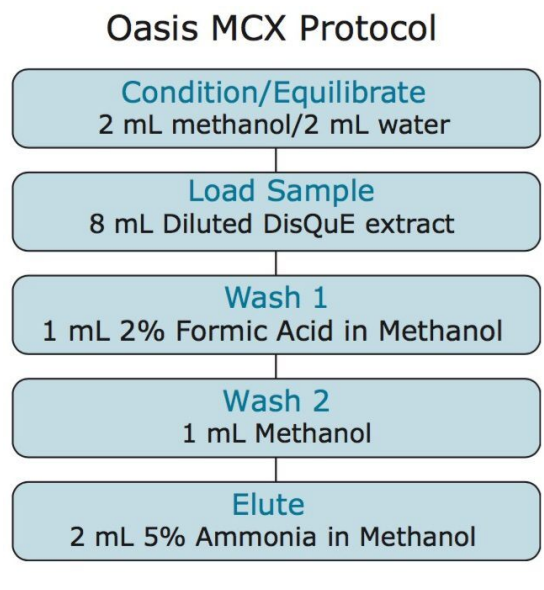 Oasis MCX Protocol
Condition/Equilibrate
2 mL methanol/2 mL water
Load Sample
8 mL Diluted DisQuE extract
Wash 1
1 mL 2% Formic Acid in Methanol
Wash 2
1 mL Methanol
Elute
2 mL 5% Ammonia in Methanol